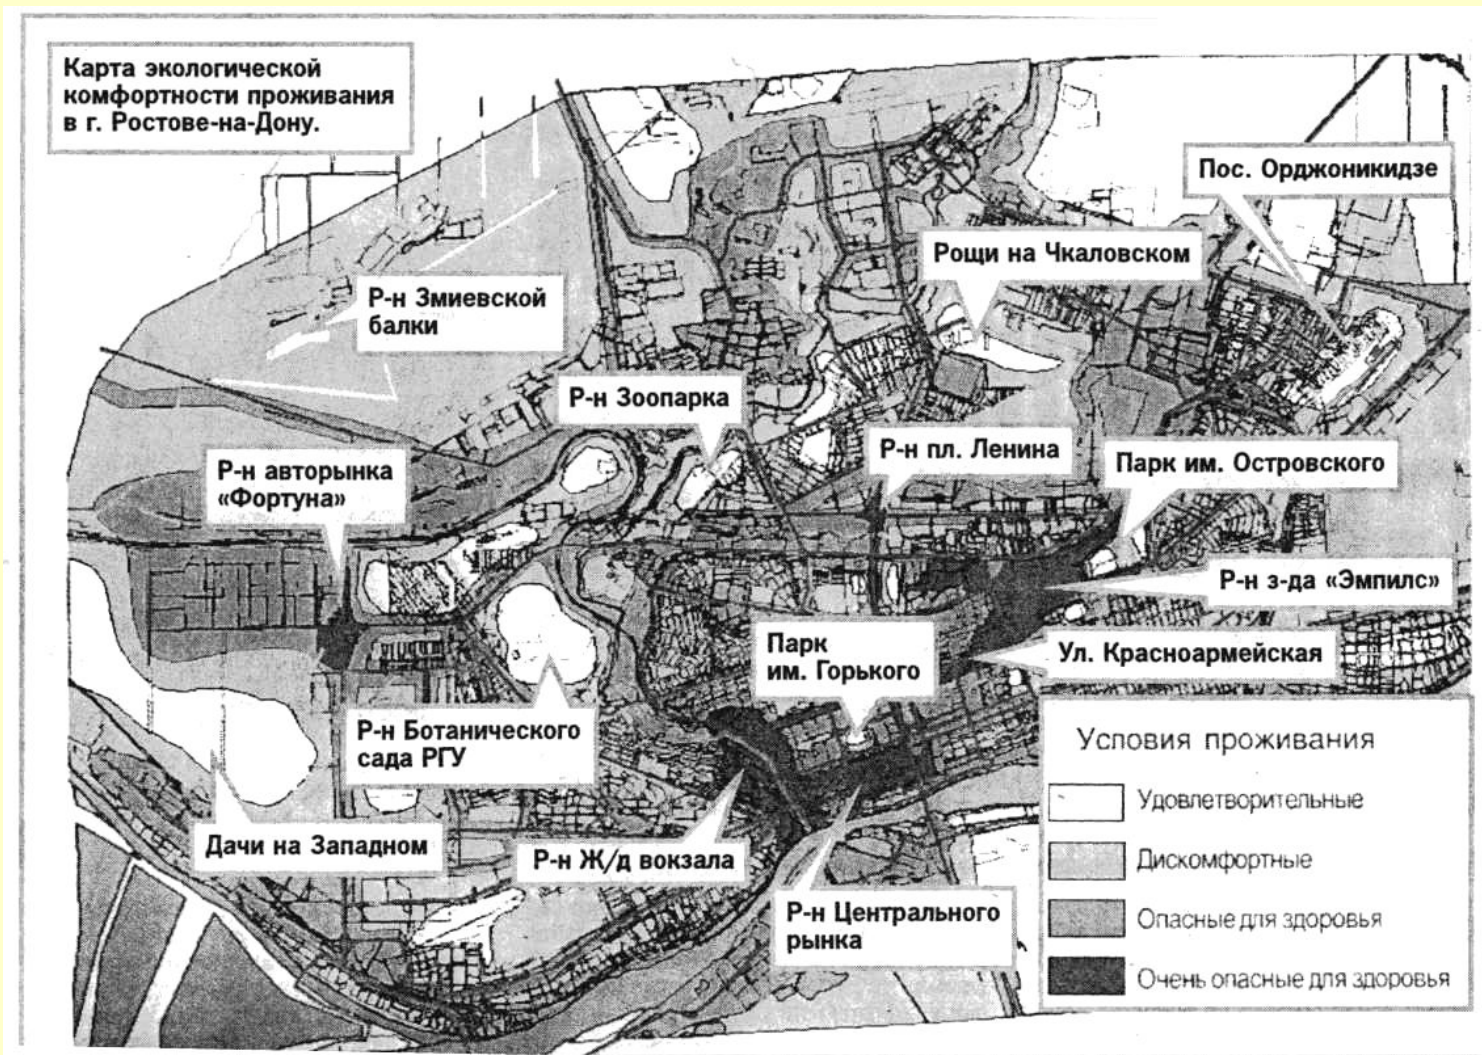 Карта экологической
комфортности проживания
в г. Ростове-на-Дону.
Пос. Орджоникидзе
Рощи на Чкаловском
Р-н Змиевской
балки
Р-н Зоопарка
Р-н пл. Ленина
Парк им. Островского
Р-н авторынка
«Фортуна»
Р-н з-да «Эмпилс»
Парк
им. Горького
Ул. Красноармейская
Р-н Ботанического
сада РГУ
Дачи на Западном
Р-н Ж/д вокзала
Р-н Центрального
рынка
Условия проживания
Удовлетворительные
Дискомфортные
Опасные для здоровья
Очень опасные для здоровья